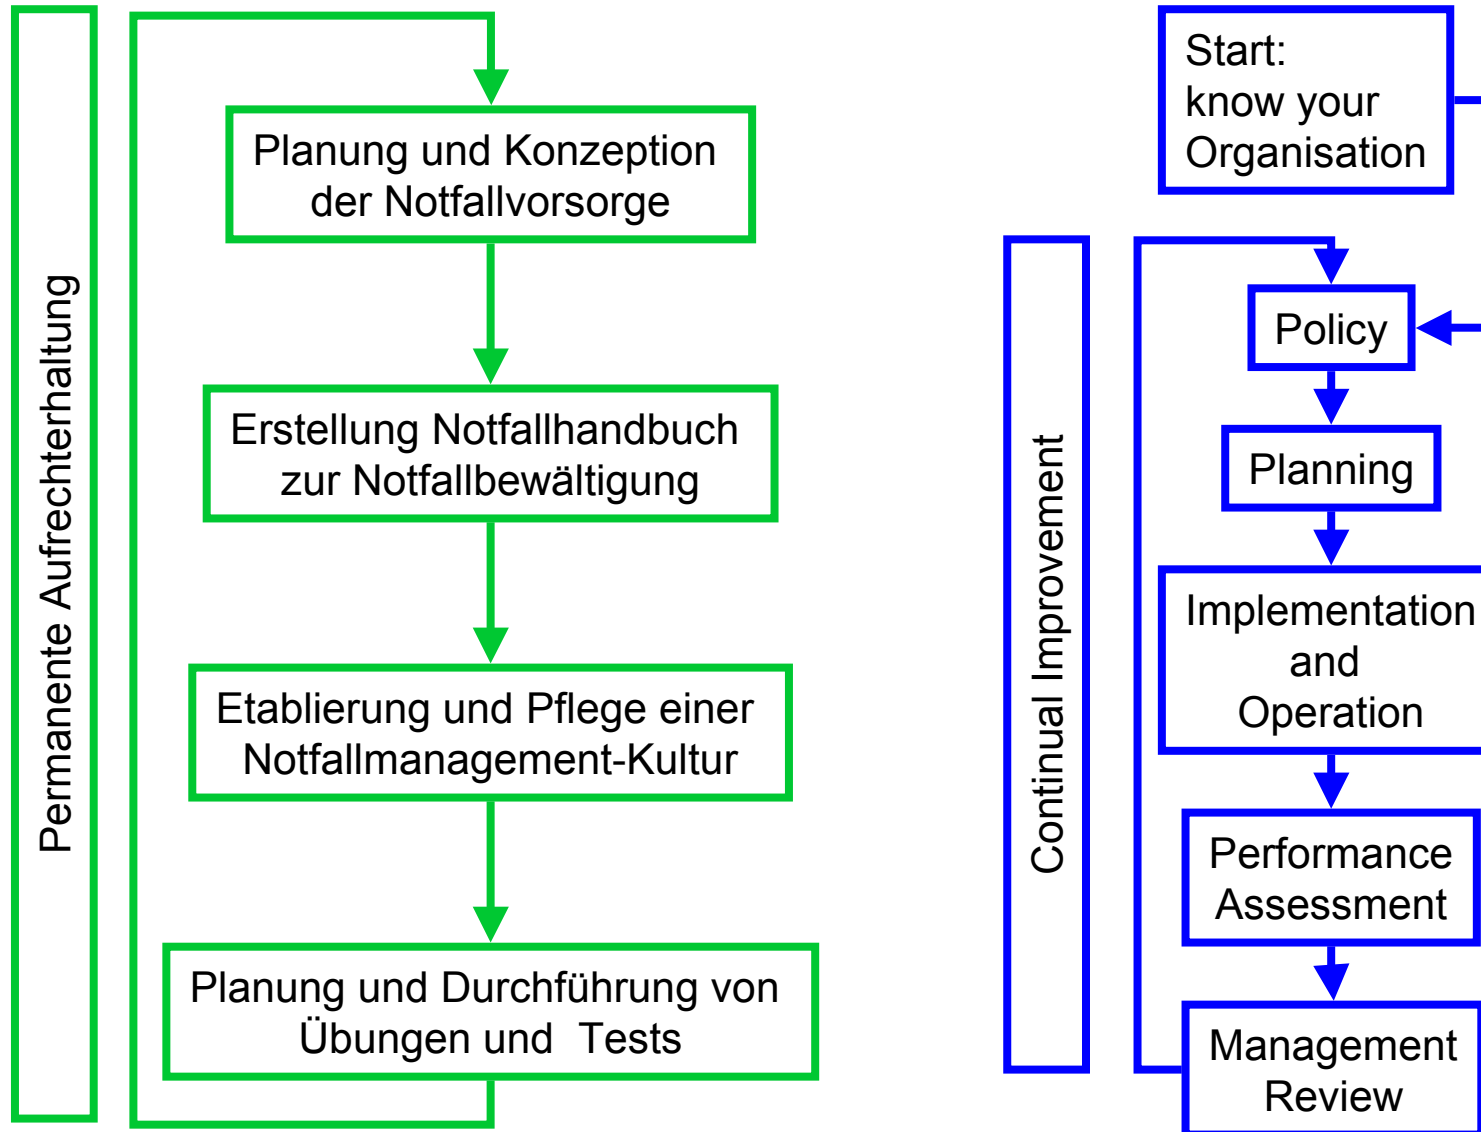 Permanente Aufrechterhaltung
Planung und Konzeption
der Notfallvorsorge
Erstellung Notfallhandbuch
zur Notfallbewältigung
Etablierung und Pflege einer
Notfallmanagement-Kultur
Planung und Durchführung von
Übungen und  Tests
Start:
know your
Organisation
Continual Improvement
Policy
Planning
Implementation
and
Operation
Performance
Assessment
Management
Review